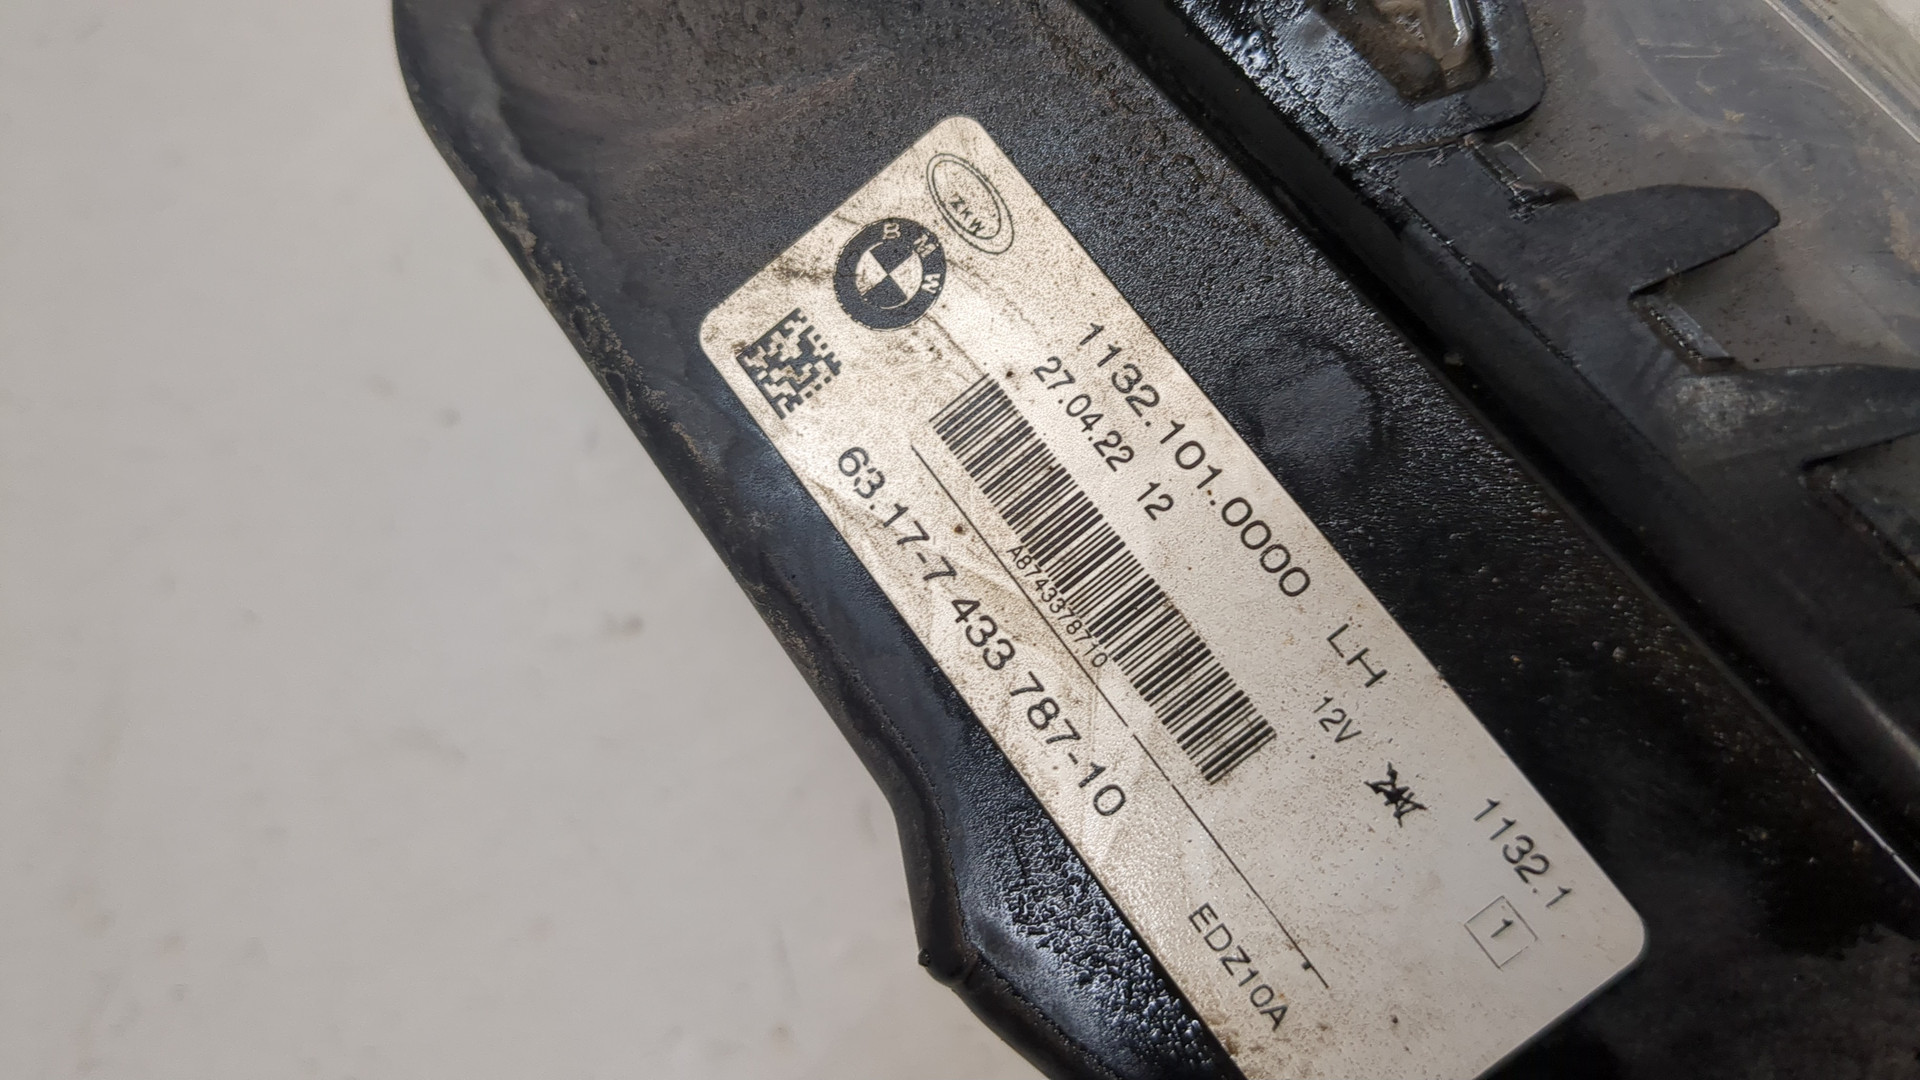 ZKW
BMW
1132.101.0000 LH 1132.1
27.04.22 12 12V 1
A8743378710
63.17-7 433 787-10 EDZ10A